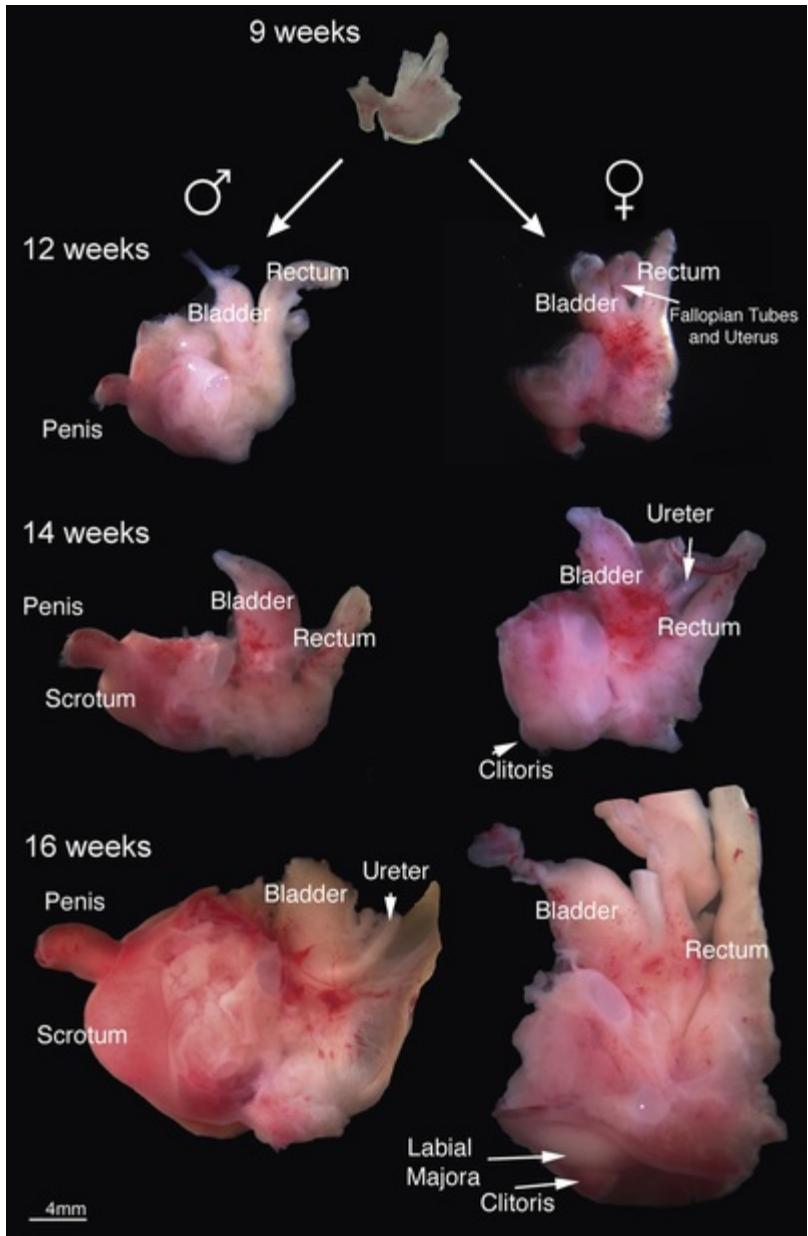 9 weeks
♂
♀
12 weeks
Rectum
Bladder
Penis
Rectum
Bladder
Fallopian Tubes
and Uterus
14 weeks
Penis
Bladder
Rectum
Scrotum
Ureter
Bladder
Rectum
Clitoris
16 weeks
Penis
Bladder
Ureter
Scrotum
Bladder
Rectum
Labial
Majora
Clitoris
4mm